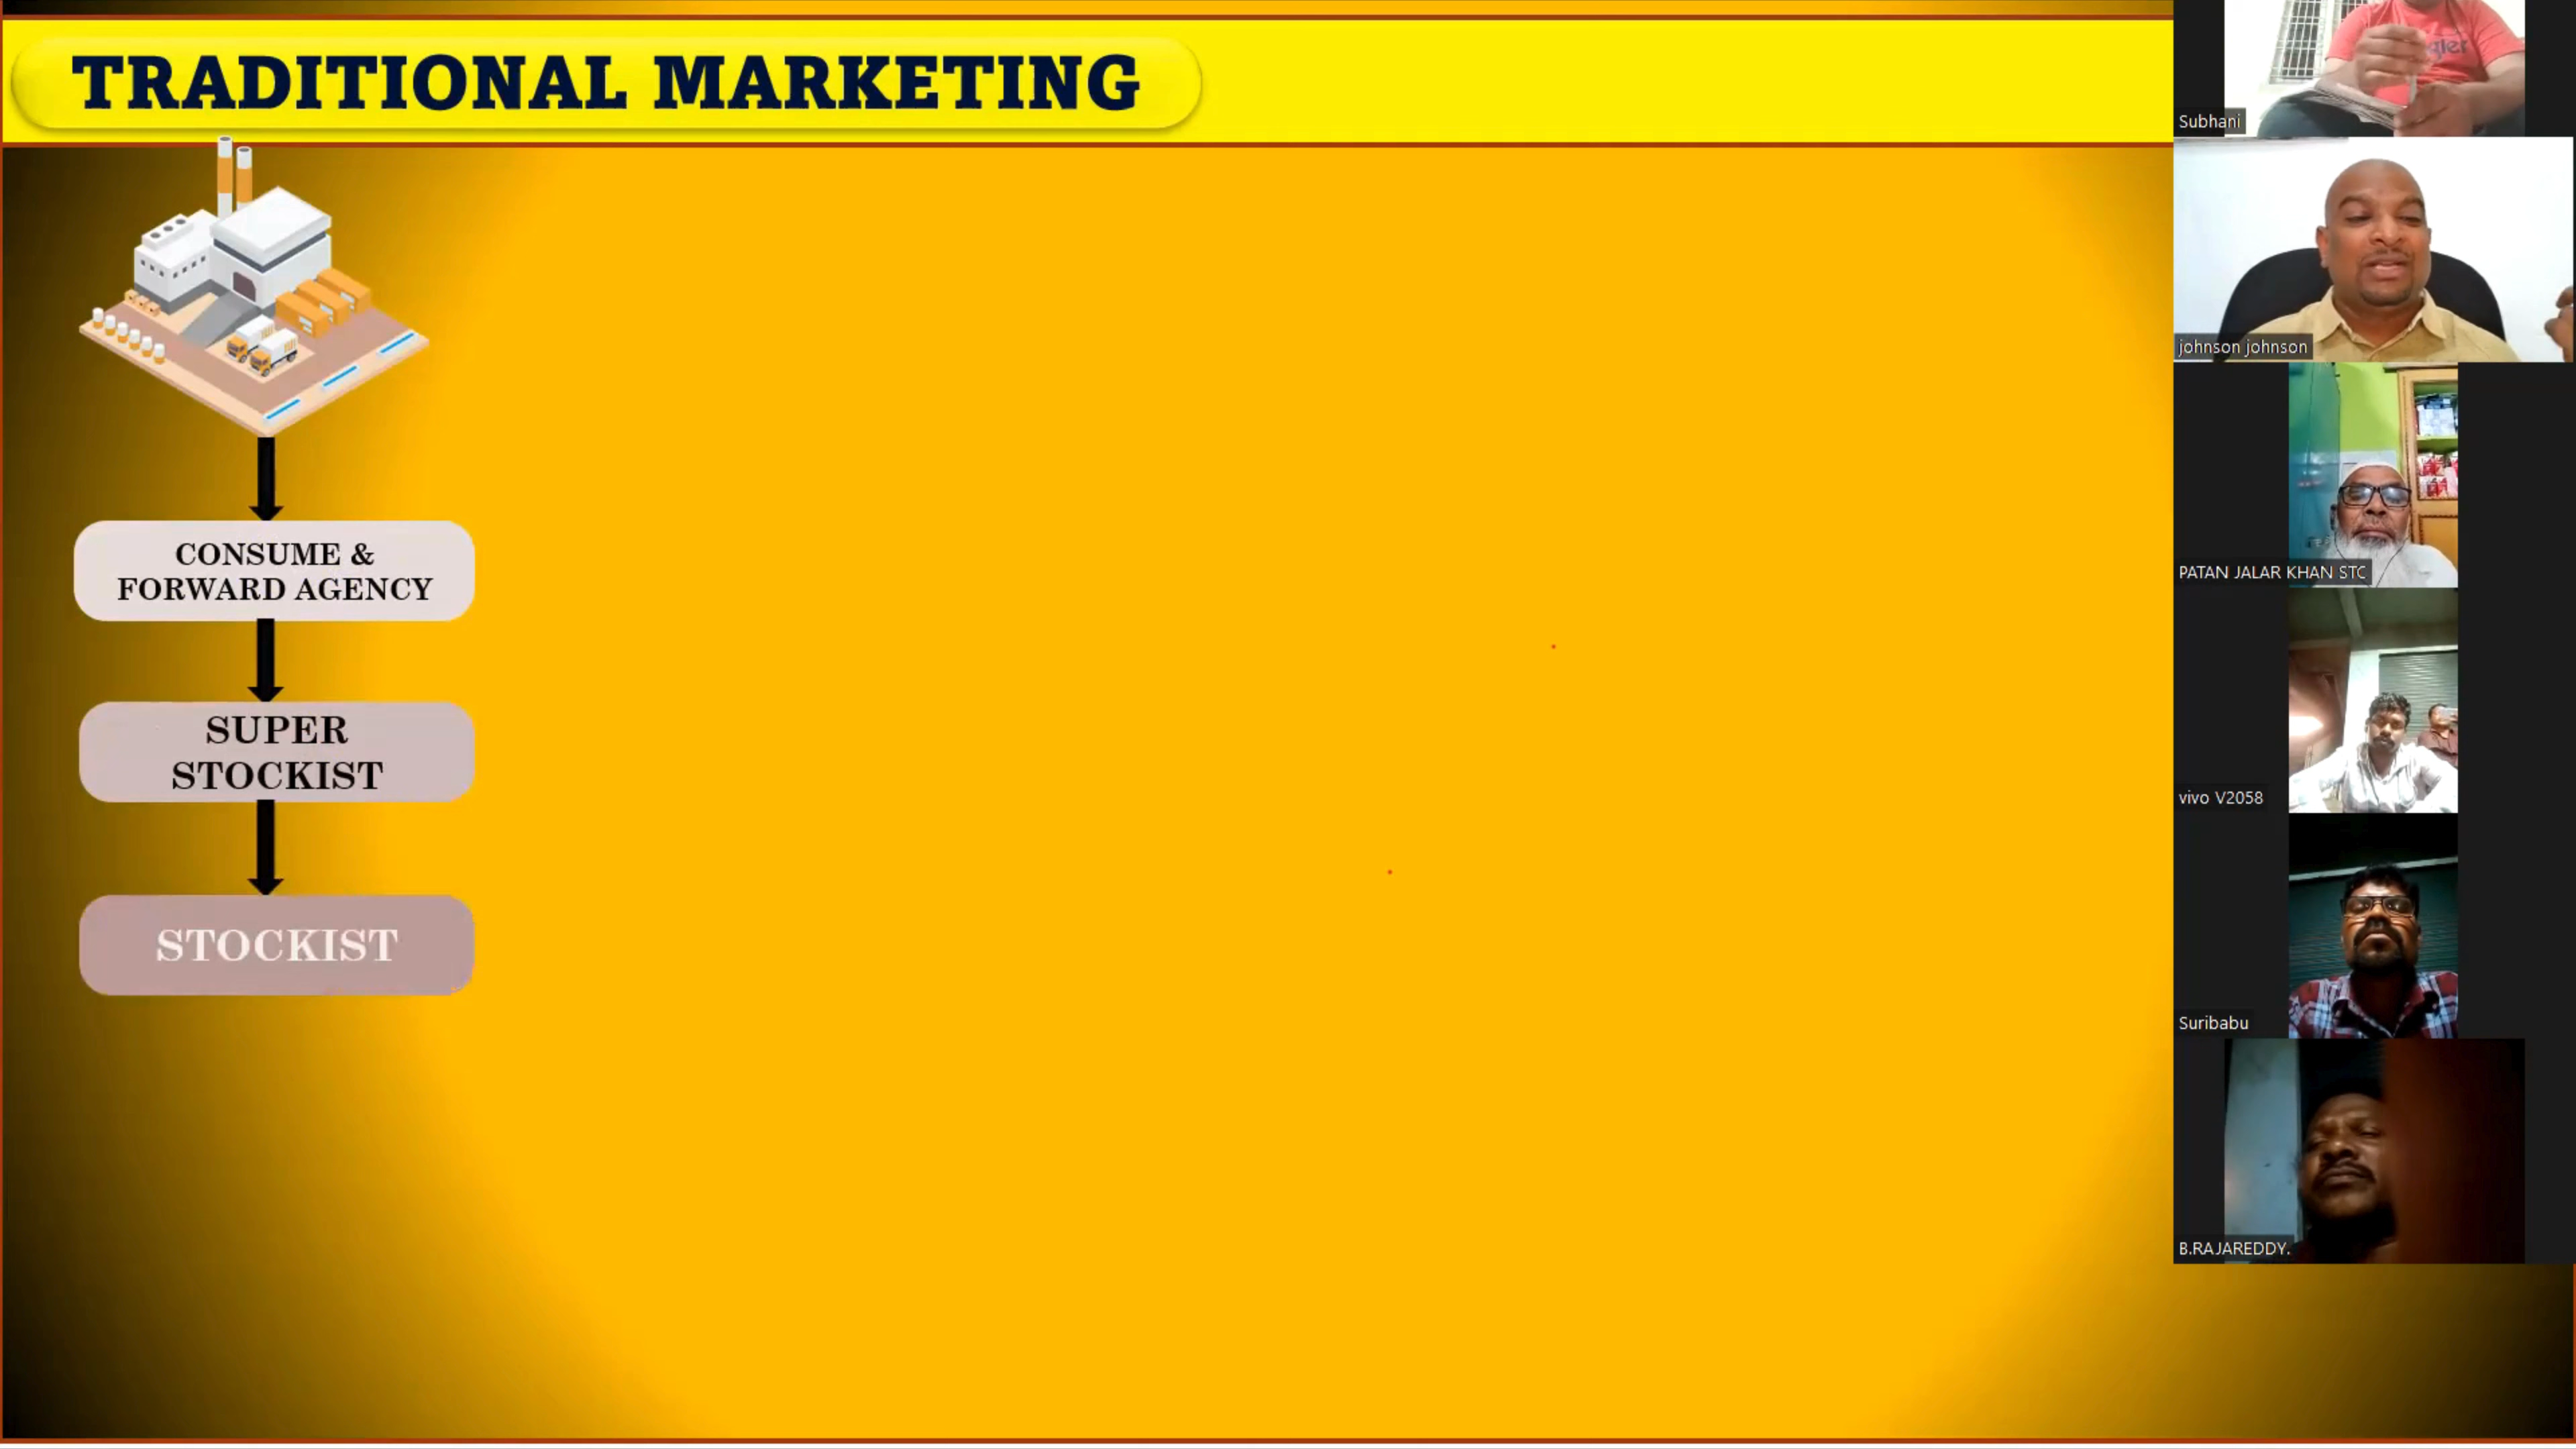 TRADITIONAL MARKETING
CONSUME &
FORWARD AGENCY
SUPER
STOCKIST
STOCKIST
Subhani
johnson johnson
PATAN JALAR KHAN STC
vivo V2058
Suribabu
B.RAJAREDDY.